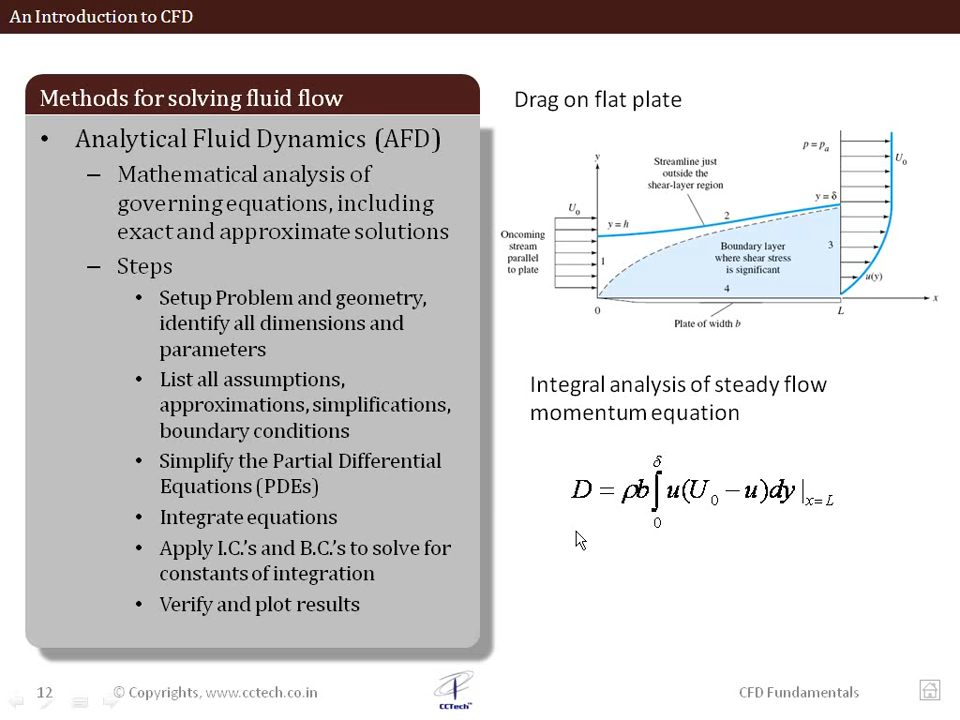 An Introduction to CFD
Methods for solving fluid flow
• Analytical Fluid Dynamics (AFD)
– Mathematical analysis of
governing equations, including
exact and approximate solutions
– Steps
• Setup Problem and geometry,
identify all dimensions and
parameters
• List all assumptions,
approximations, simplifications,
boundary conditions
• Simplify the Partial Differential
Equations (PDEs)
• Integrate equations
• Apply I.C.'s and B.C.'s to solve for
constants of integration
• Verify and plot results
Drag on flat plate
p = pₐ
U₀
y
Streamline just
outside the
shear-layer region
y = δ
U₀
y = h
2
Oncoming
stream
parallel
to plate
1
Boundary layer
where shear stress
is significant
3
u(y)
4
x
0
L
Plate of width b
Integral analysis of steady flow
momentum equation
D = ρb∫₀^δ u(U₀ – u)dy |ₓ₌L
12
© Copyrights, www.cctech.co.in
CCTech™
CFD Fundamentals